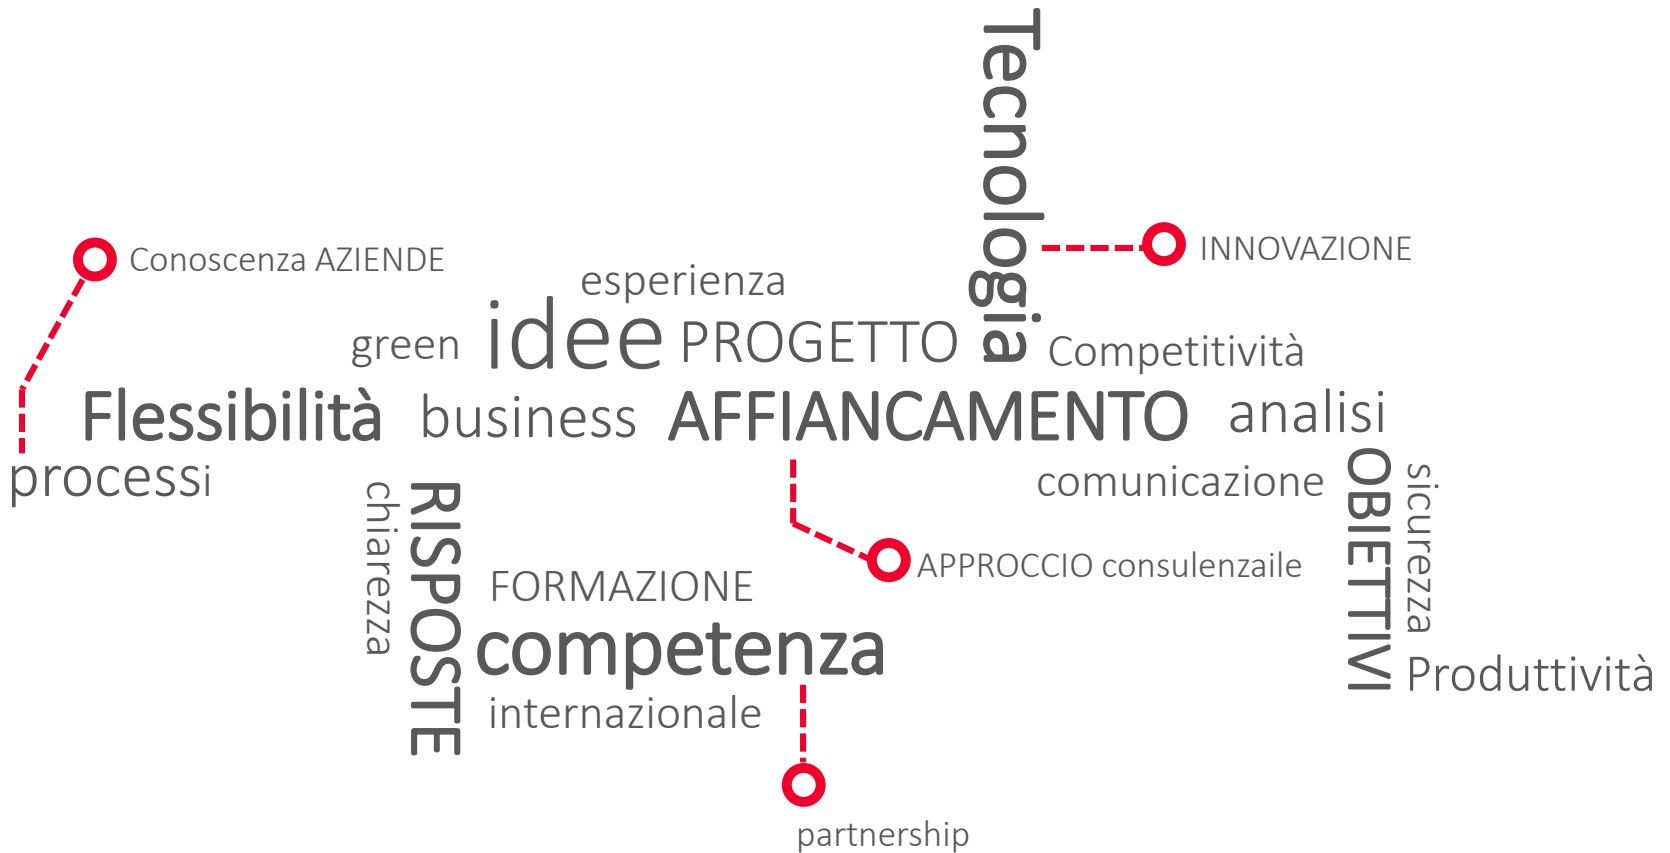 Tecnologia
INNOVAZIONE
Conoscenza AZIENDE
esperienza
green
idee
PROGETTO
Competitività
Flessibilità
business
AFFIANCAMENTO
analisi
processi
chiarezza
RISPOSTE
comunicazione
OBIETTIVI
sicurezza
APPROCCIO consulenzaile
FORMAZIONE
competenza
internazionale
Produttività
partnership